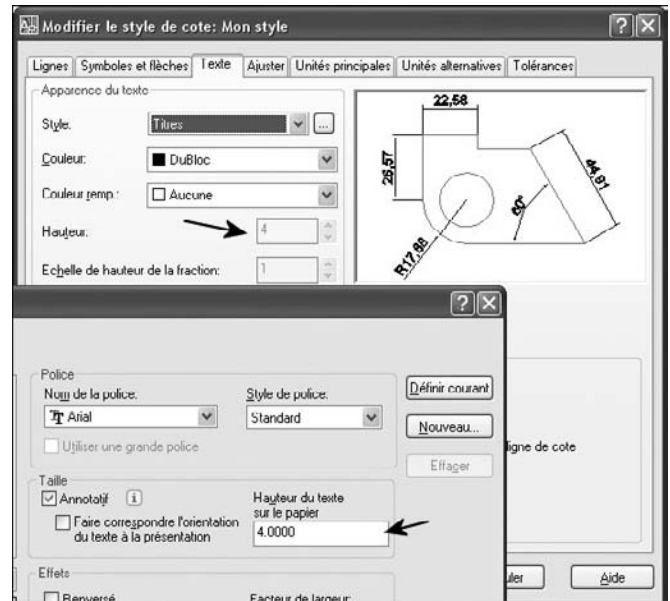 Modifier le style de cote: Mon style
Lignes Symboles et flèches Texte Ajuster Unités principales Unités alternatives Tolérances
Apparence du texte
Style: Titres ...
Couleur: DuBloc
Couleur remp.: Aucune
Hauteur: 4
Echelle de hauteur de la fraction: 1
22,58
26,57
44,91
60°
Police
Nom de la police:
Arial
Style de police:
Standard
Utiliser une grande police
Définir courant
Nouveau...
Effacer
ligne de cote
Taille
Annotatif
Faire correspondre l'orientation
du texte à la présentation
Hauteur du texte
sur le papier
4.0000
Effets
Renversé
Facteur de largeur:
uler
Aide